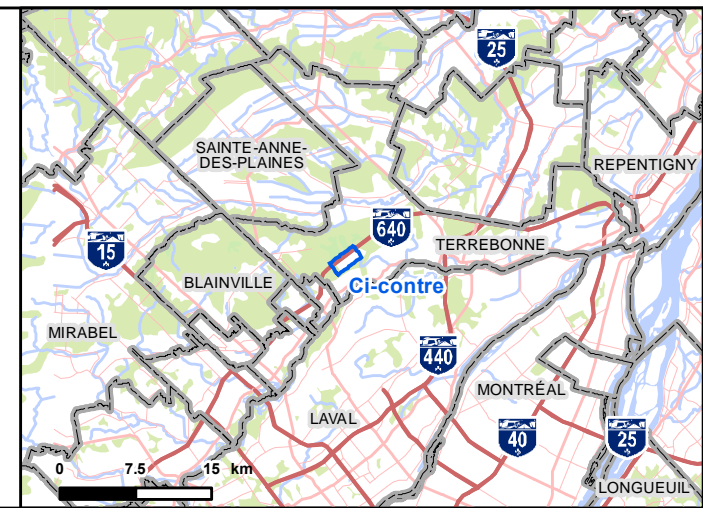 25
SAINTE-ANNE-
DES-PLAINES
REPENTIGNY
640
15
TERREBONNE
BLAINVILLE
Ci-contre
MIRABEL
440
MONTRÉAL
LAVAL
40
25
0 7.5 15 km
LONGUEUIL